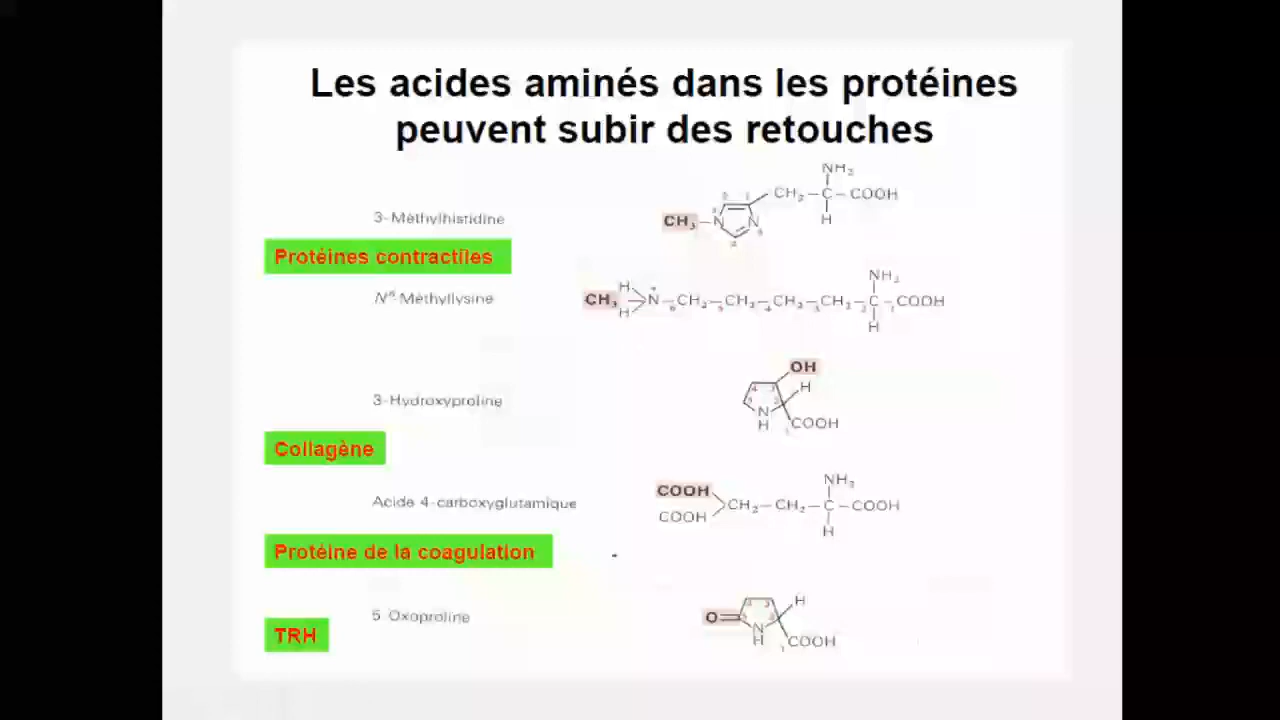 Les acides aminés dans les protéines
peuvent subir des retouches
3-Méthylhistidine
CH₃ N N CH₂ C NH₂ COOH H
Protéines contractiles
N⁶-Méthyllysine
CH₃ H H N⁺ CH₂ CH₂ CH₂ CH₂ C NH₂ COOH H
3-Hydroxyproline
OH H N H COOH
Collagène
Acide 4-carboxyglutamique
COOH COOH CH₂ CH₂ C NH₂ COOH H
Protéine de la coagulation
5 Oxoproline
O N H H COOH
TRH